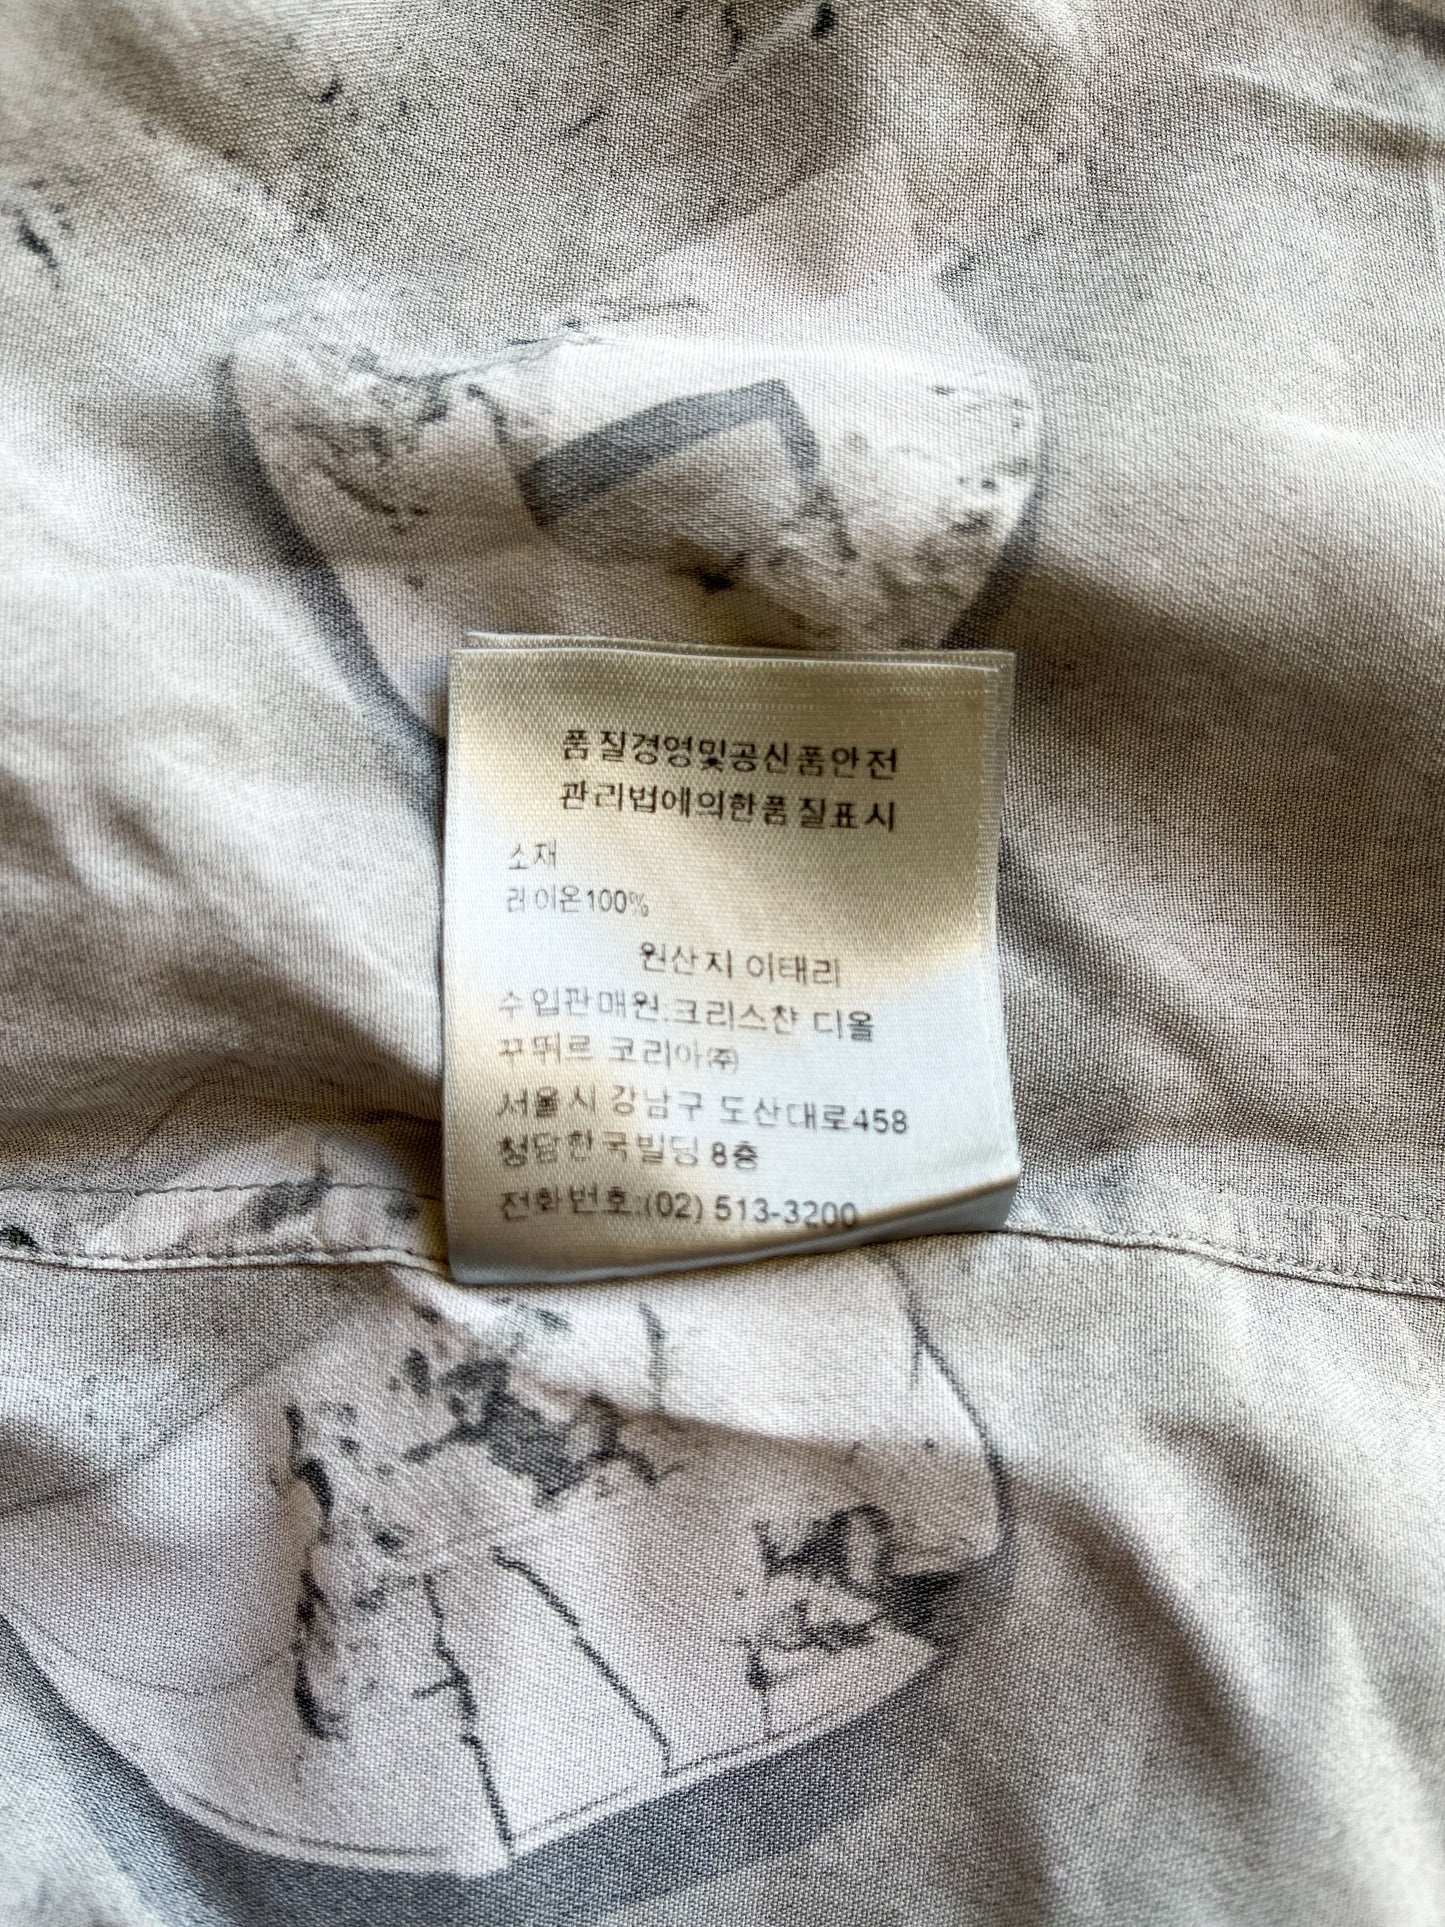 품질경영및공신품안전
관리법에의한품질표시
소재
러이온100%
원산지 이태리
수입판매원.크리스챤 디올
꾸뛰르 코리아(주)
서울시 강남구 도산대로458
청담한국빌딩 8층
전화번호:(02) 513-3200